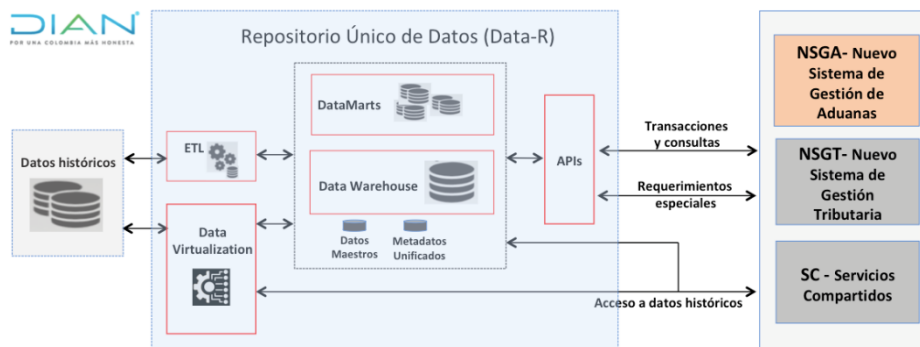 DIAN
POR UNA COLOMBIA MÁS HONESTA
Repositorio Único de Datos (Data-R)
Datos históricos
ETL
Data
Virtualization
DataMarts
Data Warehouse
Datos
Maestros
Metadatos
Unificados
APIs
Transacciones
y consultas
Requerimientos
especiales
Acceso a datos históricos
NSGA- Nuevo
Sistema de
Gestión de
Aduanas
NSGT- Nuevo
Sistema de
Gestión
Tributaria
SC - Servicios
Compartidos